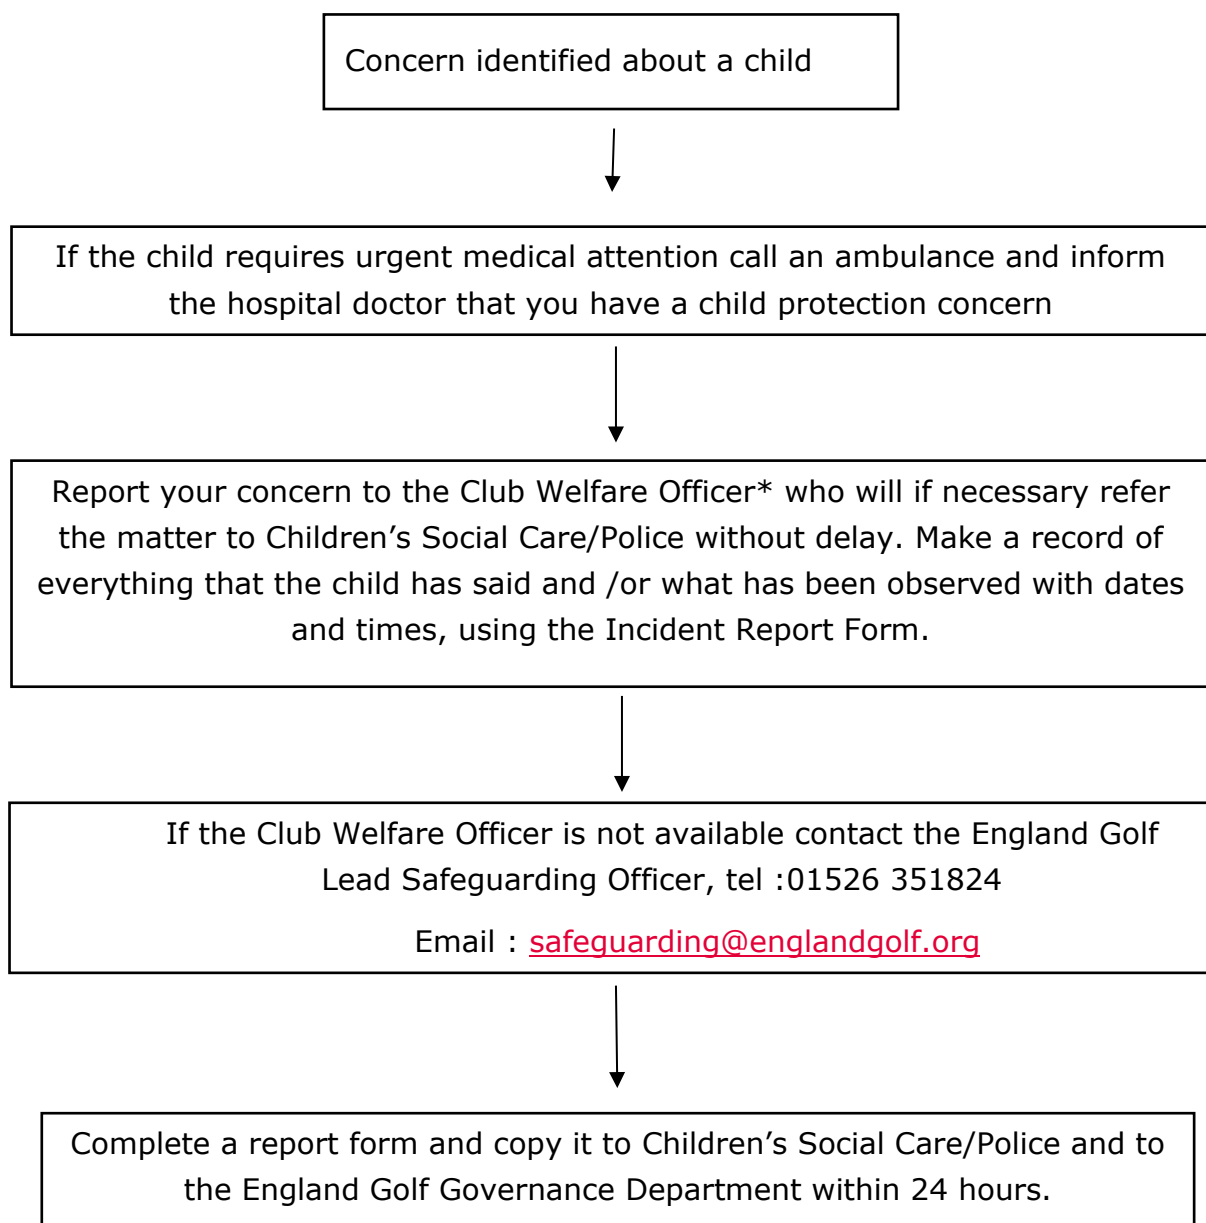 Concern identified about a child
If the child requires urgent medical attention call an ambulance and inform
the hospital doctor that you have a child protection concern
Report your concern to the Club Welfare Officer* who will if necessary refer
the matter to Children’s Social Care/Police without delay. Make a record of
everything that the child has said and /or what has been observed with dates
and times, using the Incident Report Form.
If the Club Welfare Officer is not available contact the England Golf
Lead Safeguarding Officer, tel :01526 351824
Email : safeguarding@englandgolf.org
Complete a report form and copy it to Children’s Social Care/Police and to
the England Golf Governance Department within 24 hours.